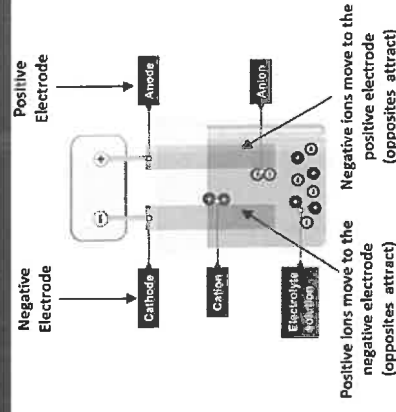 Negative
Electrode
Positive
Electrode
Cathode
Anode
Cation
Anion
Electrolyte
solution
Positive ions move to the
negative electrode
(opposites attract)
Negative ions move to the
positive electrode
(opposites attract)